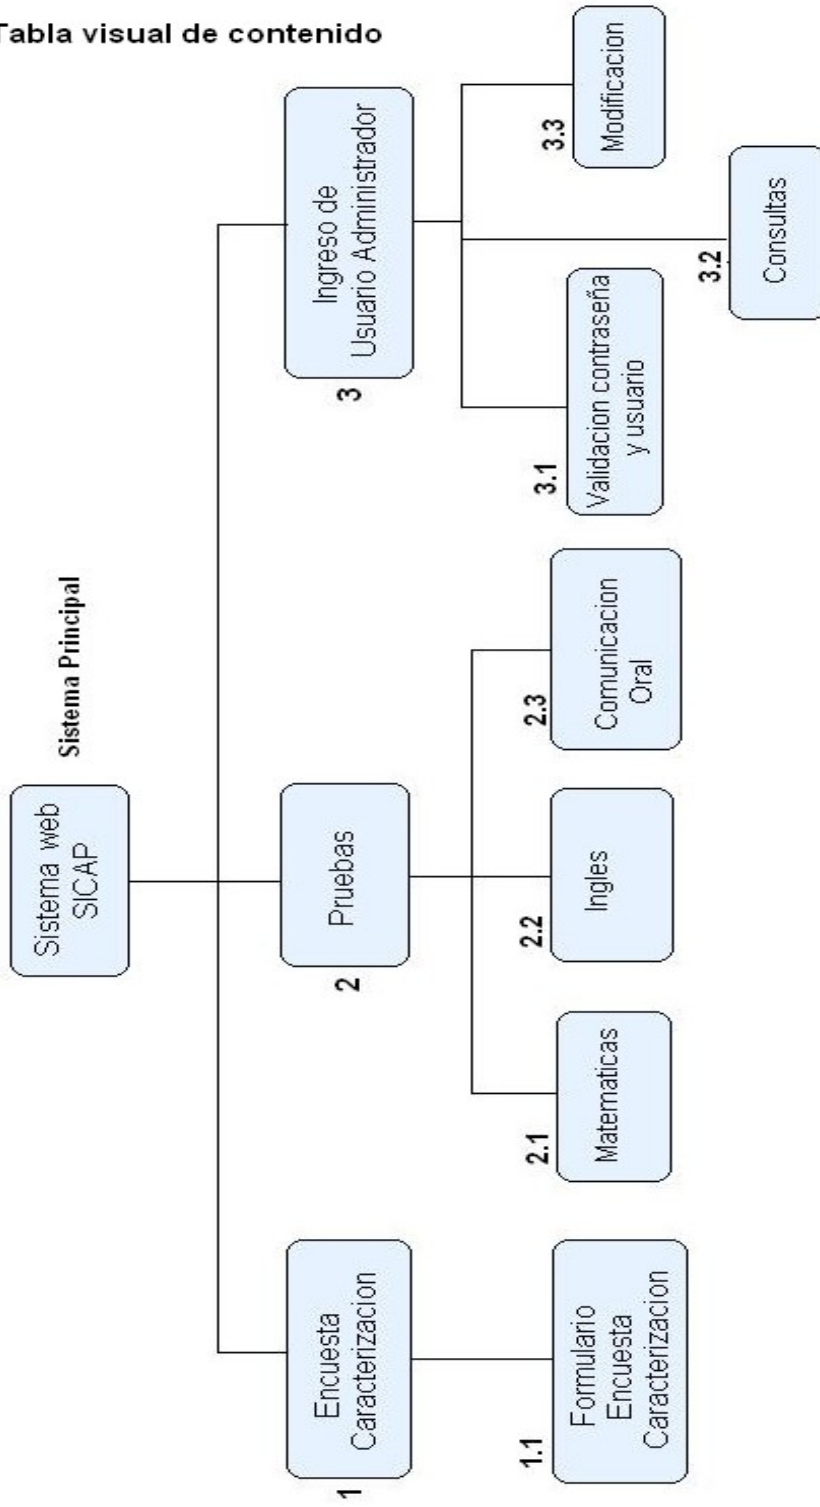 Tabla visual de contenido
Sistema web
SICAP
Sistema Principal
1
Encuesta
Caracterizacion
2
Pruebas
3
Ingreso de
Usuario Administrador
1.1
Formulario
Encuesta
Caracterizacion
2.1
Matematicas
2.2
Ingles
2.3
Comunicacion
Oral
3.1
Validacion contraseña
y usuario
3.2
Consultas
3.3
Modificacion